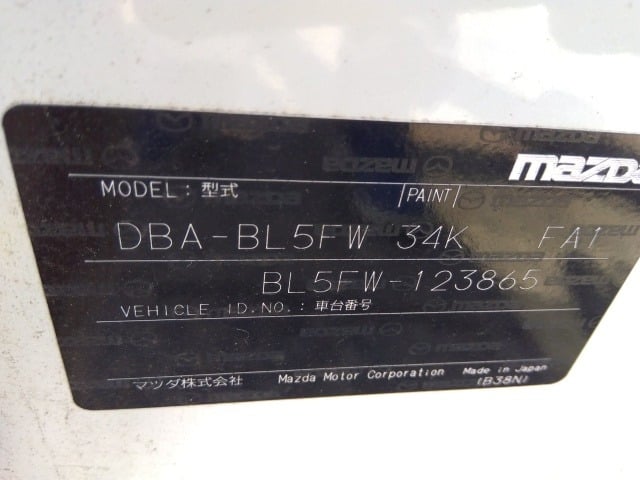 mazda
MODEL: 型式 /PAINT/
DBA-BL5FW 34K FA1
BL5FW-123865
VEHICLE ID.NO.: 車台番号
マツダ株式会社 Mazda Motor Corporation Made in Japan
(B38N)